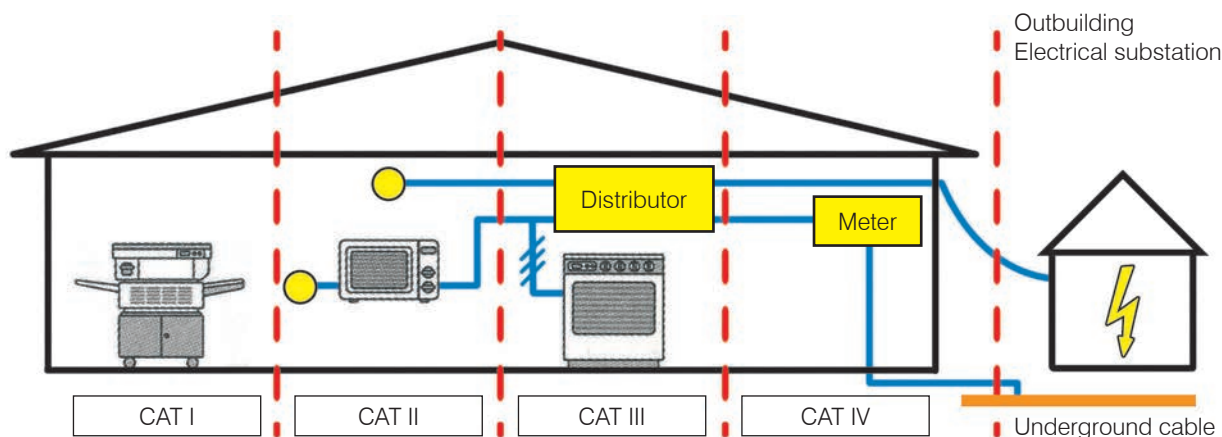 Outbuilding
Electrical substation
Distributor
Meter
CAT I
CAT II
CAT III
CAT IV
Underground cable